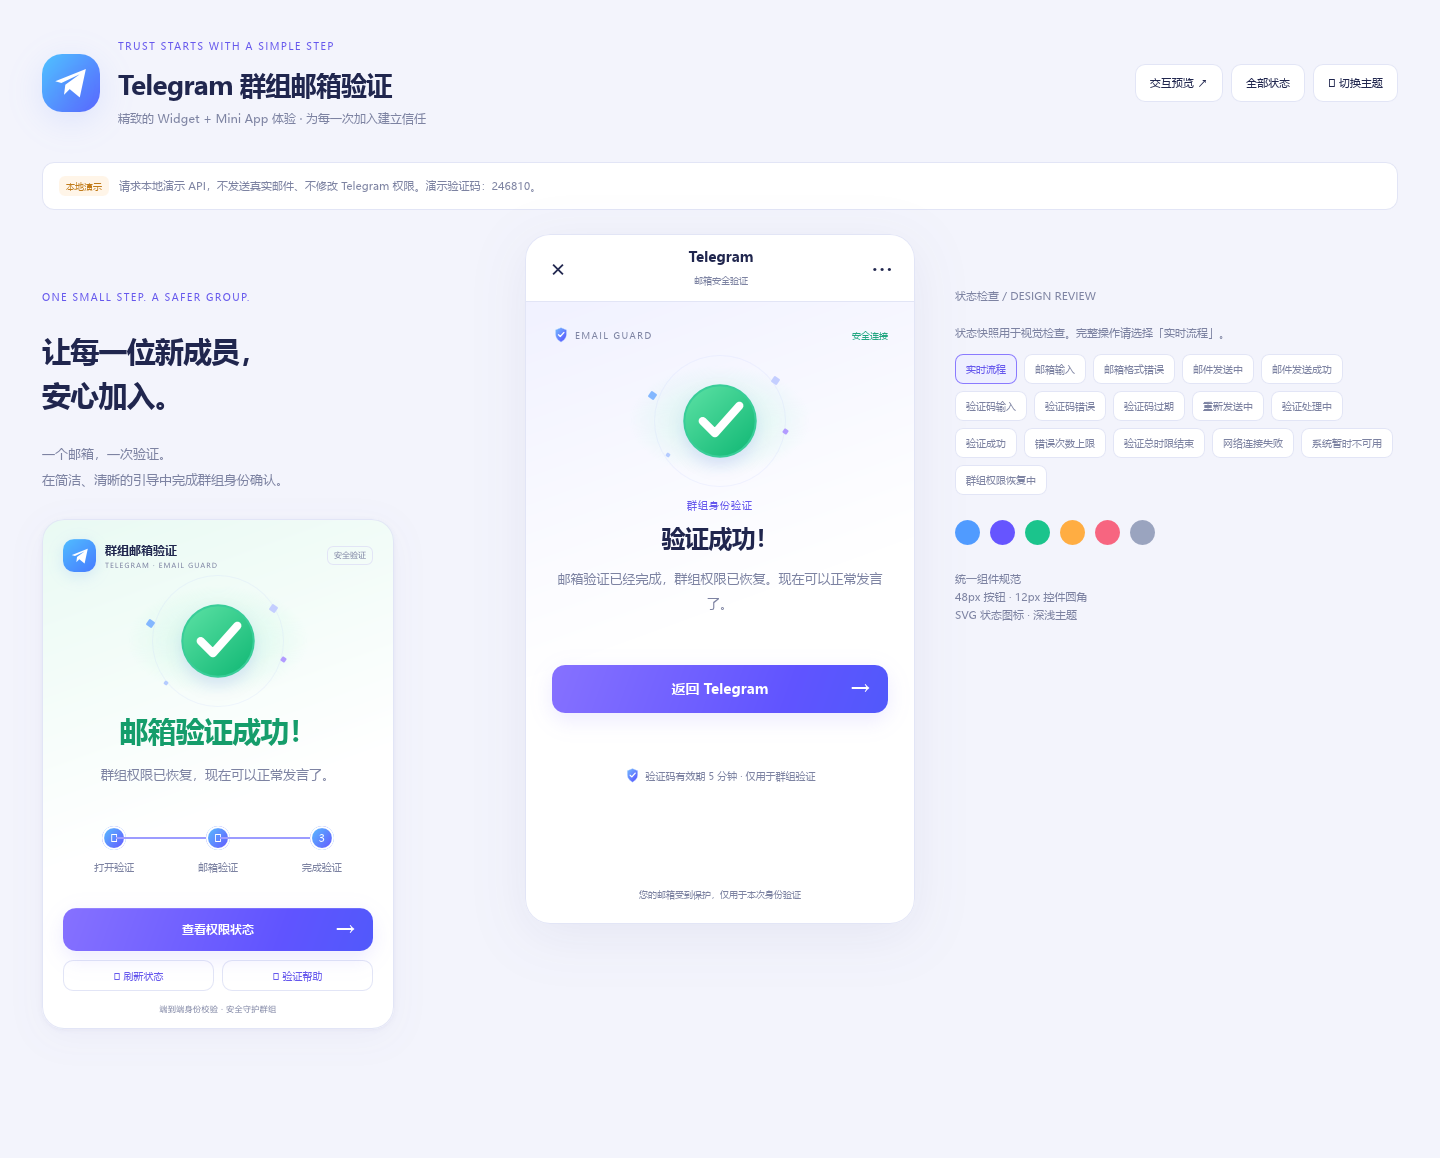 TRUST STARTS WITH A SIMPLE STEP
Telegram 群组邮箱验证
精致的 Widget + Mini App 体验 · 为每一次加入建立信任
交互预览 ↗
全部状态
切换主题
本地演示
请求本地演示 API，不发送真实邮件、不修改 Telegram 权限。演示验证码：246810。
ONE SMALL STEP. A SAFER GROUP.
让每一位新成员，
安心加入。
一个邮箱，一次验证。
在简洁、清晰的引导中完成群组身份确认。
群组邮箱验证
TELEGRAM · EMAIL GUARD
安全验证
邮箱验证成功！
群组权限已恢复，现在可以正常发言了。
3
打开验证
邮箱验证
完成验证
查看权限状态 →
刷新状态
验证帮助
端到端身份校验 · 安全守护群组
×
Telegram
邮箱安全验证
···
EMAIL GUARD
安全连接
群组身份验证
验证成功！
邮箱验证已经完成，群组权限已恢复。现在可以正常发言
了。
返回 Telegram →
验证码有效期 5 分钟 · 仅用于群组验证
您的邮箱受到保护，仅用于本次身份验证
状态检查 / DESIGN REVIEW
状态快照用于视觉检查。完整操作请选择「实时流程」。
实时流程
邮箱输入
邮箱格式错误
邮件发送中
邮件发送成功
验证码输入
验证码错误
验证码过期
重新发送中
验证处理中
验证成功
错误次数上限
验证总时限结束
网络连接失败
系统暂时不可用
群组权限恢复中
统一组件规范
48px 按钮 · 12px 控件圆角
SVG 状态图标 · 深浅主题